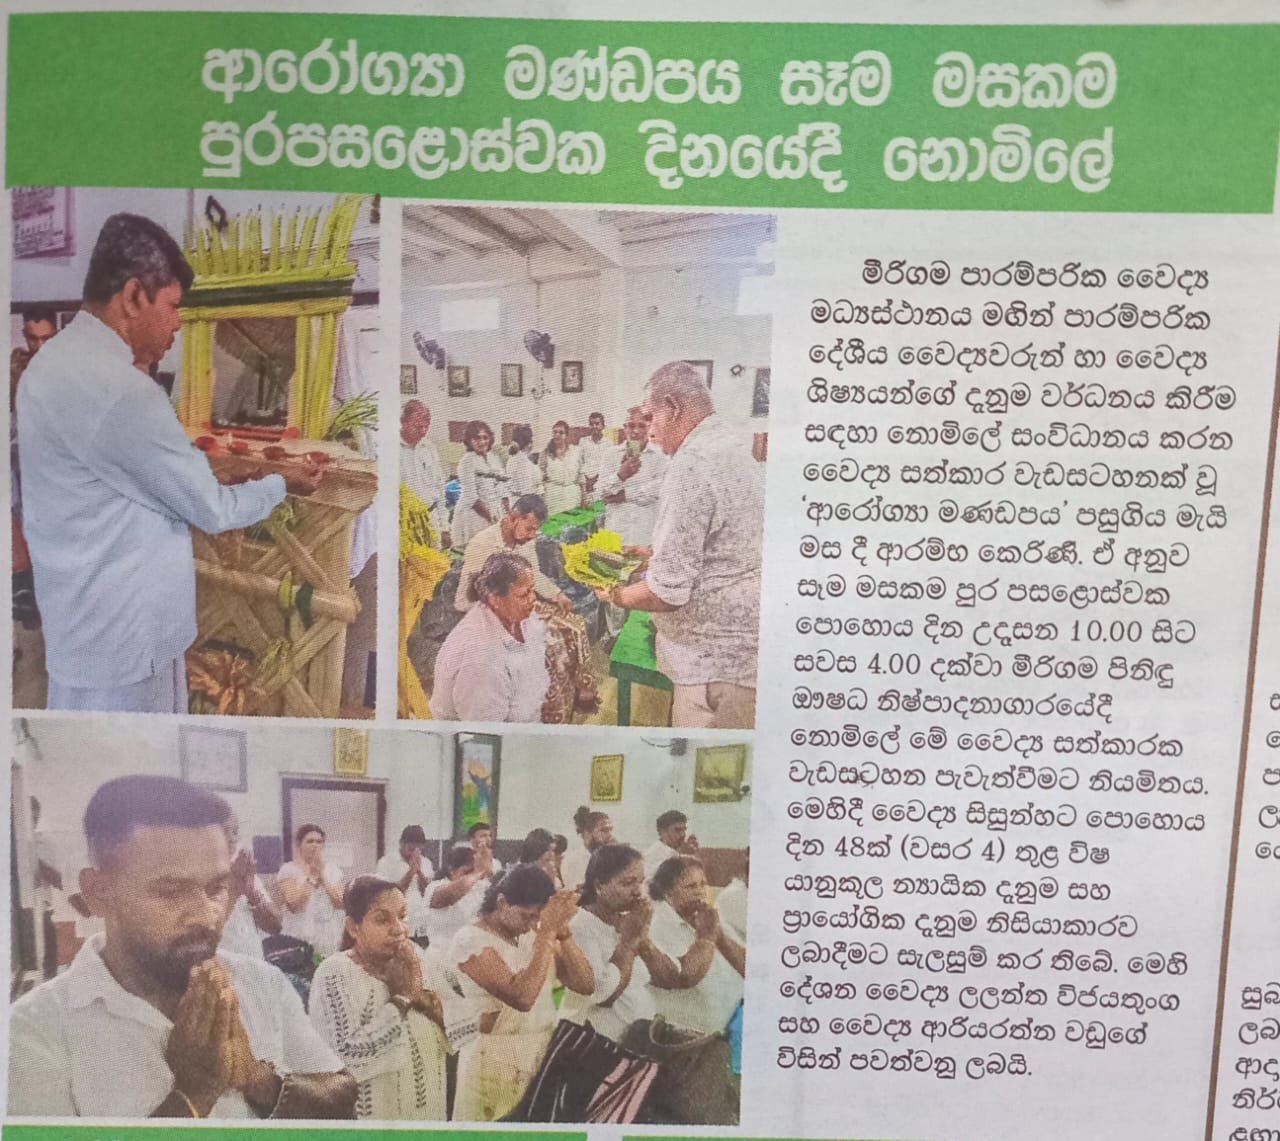 ආරෝග්‍යා මණ්ඩපය සෑම මසකම
පුරපසළොස්වක දිනයේදී නොමිලේ
මීරිගම පාරම්පරික වෛද්‍ය
මධ්‍යස්ථානය මඟින් පාරම්පරික
දේශීය වෛද්‍යවරුන් හා වෛද්‍ය
ශිෂ්‍යයන්ගේ දැනුම වර්ධනය කිරීම
සඳහා නොමිලේ සංවිධානය කරන
වෛද්‍ය සත්කාර වැඩසටහනක් වූ
‘ආරෝග්‍යා මණඩපය’ පසුගිය මැයි
මස දී ආරම්භ කෙරිණි. ඒ අනුව
සෑම මසකම පුර පසළොස්වක
පොහොය දින උදෑසන 10.00 සිට
සවස 4.00 දක්වා මීරිගම පිනිඳු
ඖෂධ නිෂ්පාදනාගාරයේදී
නොමිලේ මේ වෛද්‍ය සත්කාරක
වැඩසටහන පැවැත්වීමට නියමිතය.
මෙහිදී වෛද්‍ය සිසුන්හට පොහොය
දින 48ක් (වසර 4) තුළ විෂ
යානුකූල න්‍යායික දැනුම සහ
ප්‍රායෝගික දැනුම නිසියාකාරව
ලබාදීමට සැලසුම් කර තිබේ. මෙහි
දේශන වෛද්‍ය ලලන්ත විජයතුංග
සහ වෛද්‍ය ආරියරත්න වඩුගේ
විසින් පවත්වනු ලබයි.